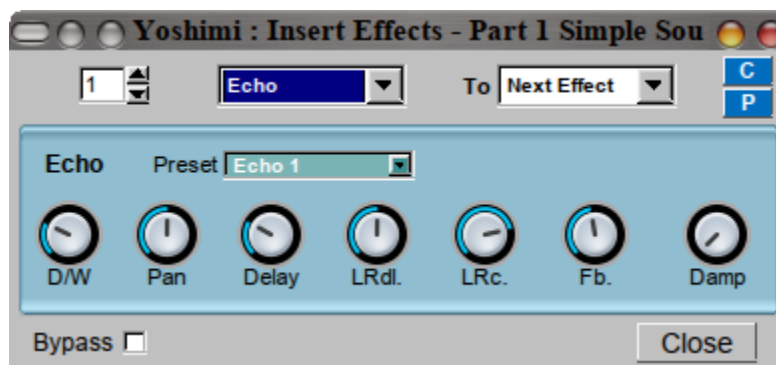 Yoshimi : Insert Effects - Part 1 Simple Sou
1 Echo To Next Effect C
P
Echo Preset Echo 1
D/W Pan Delay LRdl. LRc. Fb. Damp
Bypass Close